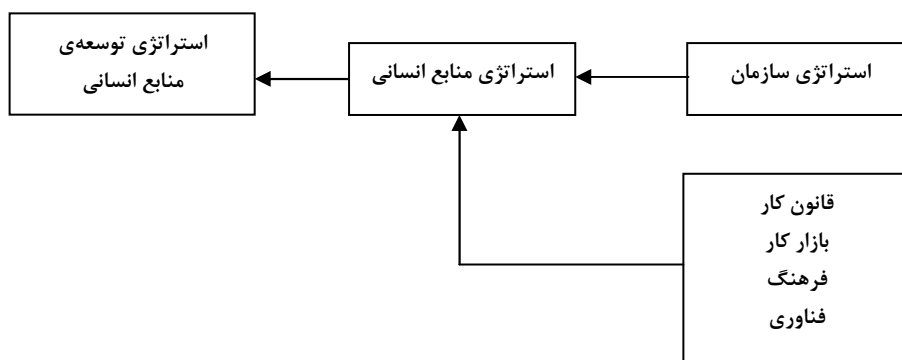 استراتژی سازمان
استراتژی منابع انسانی
استراتژی توسعه‌ی
منابع انسانی
قانون کار
بازار کار
فرهنگ
فناوری